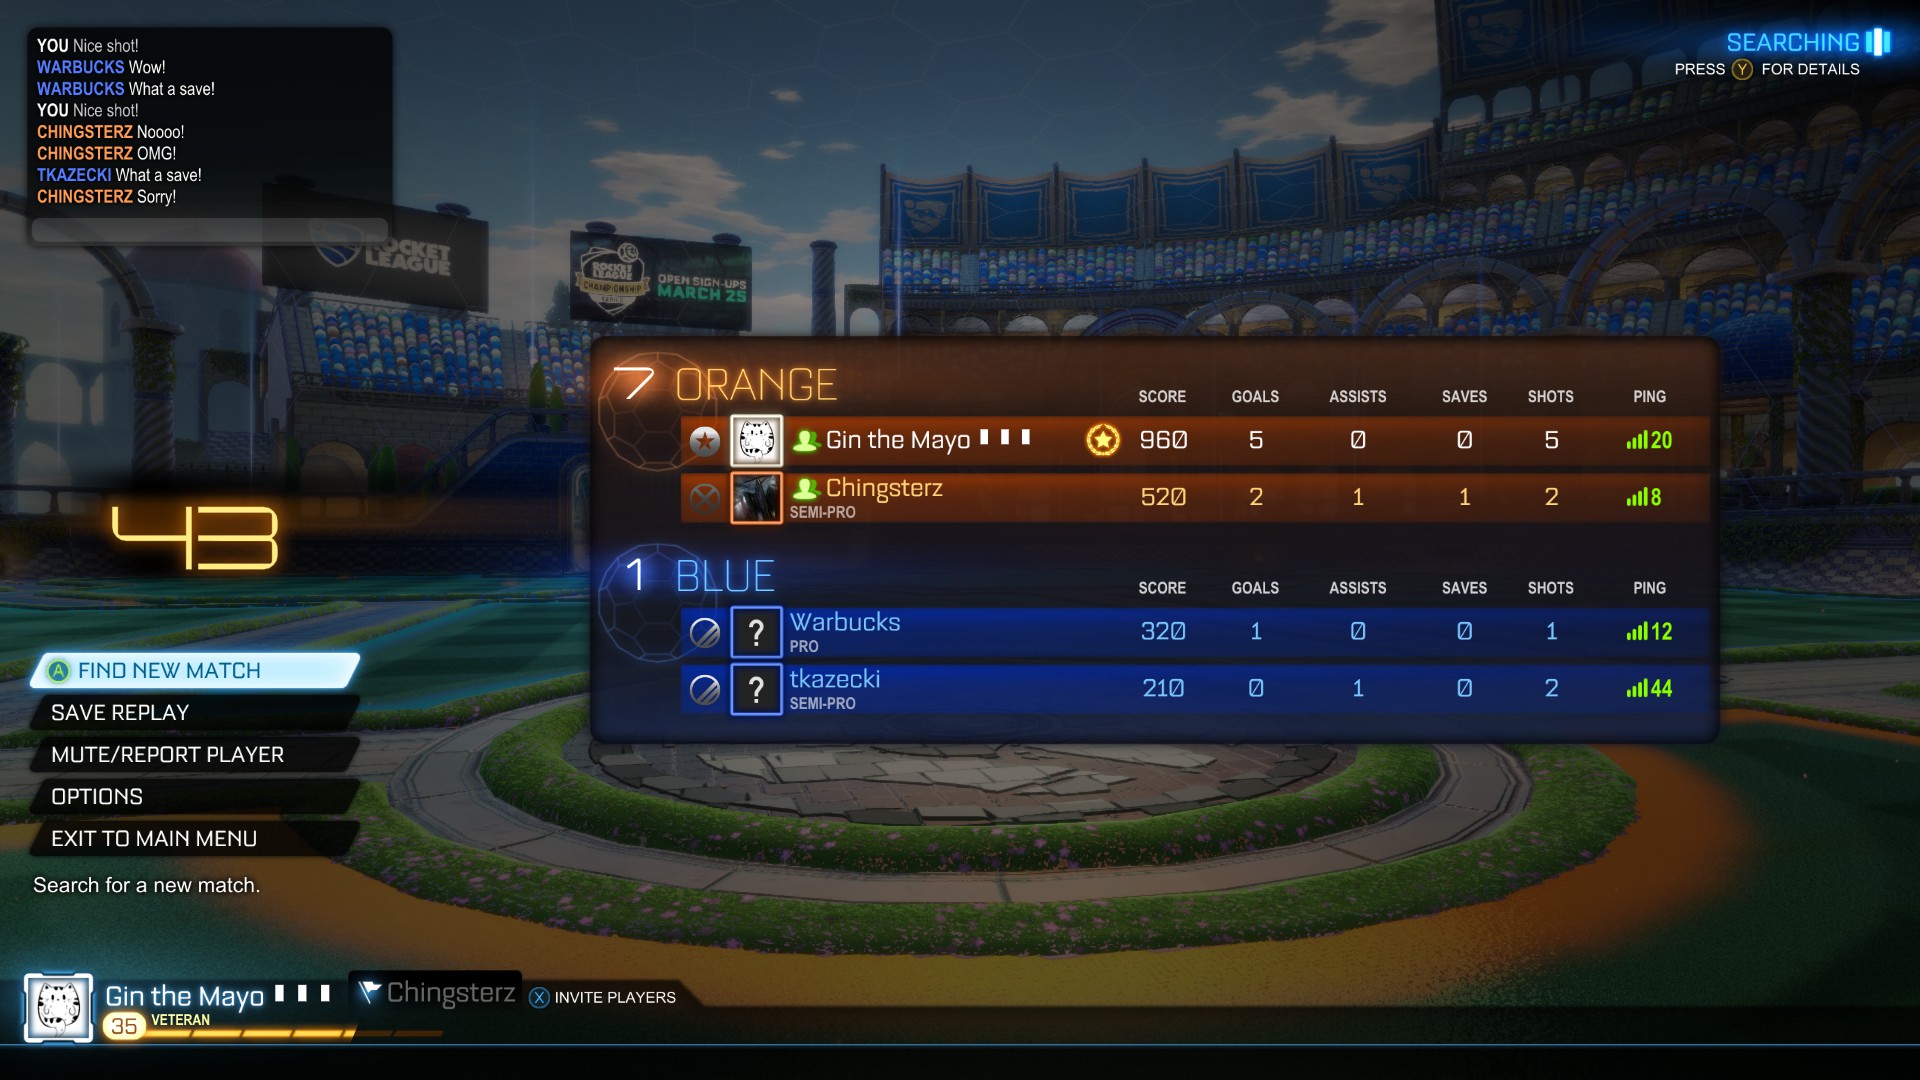 YOU Nice shot!
WARBUCKS Wow!
WARBUCKS What a save!
YOU Nice shot!
CHINGSTERZ Noooo!
CHINGSTERZ OMG!
TKAZECKI What a save!
CHINGSTERZ Sorry!
SEARCHING
PRESS Y FOR DETAILS
ROCKET
LEAGUE
ROCKET
LEAGUE
CHAMPIONSHIP
SERIES
OPEN SIGN-UPS
MARCH 25
7 ORANGE SCORE GOALS ASSISTS SAVES SHOTS PING
Gin the Mayo 960 5 0 0 5 20
Chingsterz 520 2 1 1 2 8
SEMI-PRO
1 BLUE SCORE GOALS ASSISTS SAVES SHOTS PING
? Warbucks 320 1 0 0 1 12
PRO
? tkazecki 210 0 1 0 2 44
SEMI-PRO
43
A FIND NEW MATCH
SAVE REPLAY
MUTE/REPORT PLAYER
OPTIONS
EXIT TO MAIN MENU
Search for a new match.
Gin the Mayo Chingsterz X INVITE PLAYERS
35 VETERAN